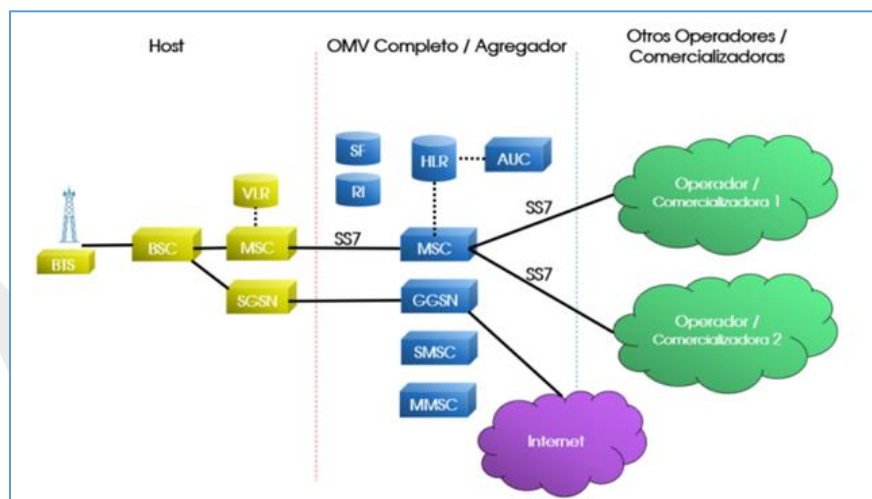 Host
OMV Completo / Agregador
Otros Operadores /
Comercializadoras
SF
RI
HLR
AUC
VLR
BTS
BSC
MSC
SS7
MSC
SS7
SS7
SGSN
GGSN
SMSC
MMSC
Operador /
Comercializadora 1
Operador /
Comercializadora 2
Internet